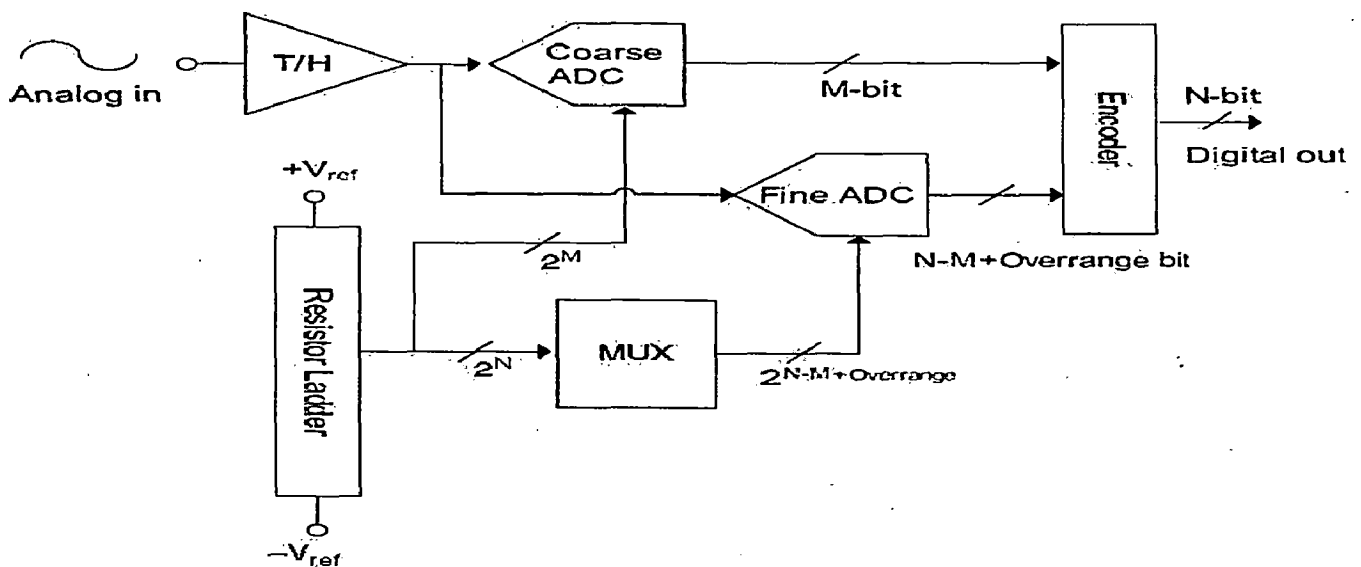 Analog in
T/H
Coarse
ADC
M-bit
Encoder
N-bit
Digital out
+Vref
Fine ADC
2^M
N-M+Overrange bit
Resistor Ladder
2^N
MUX
2^N-M+Overrange
-Vref